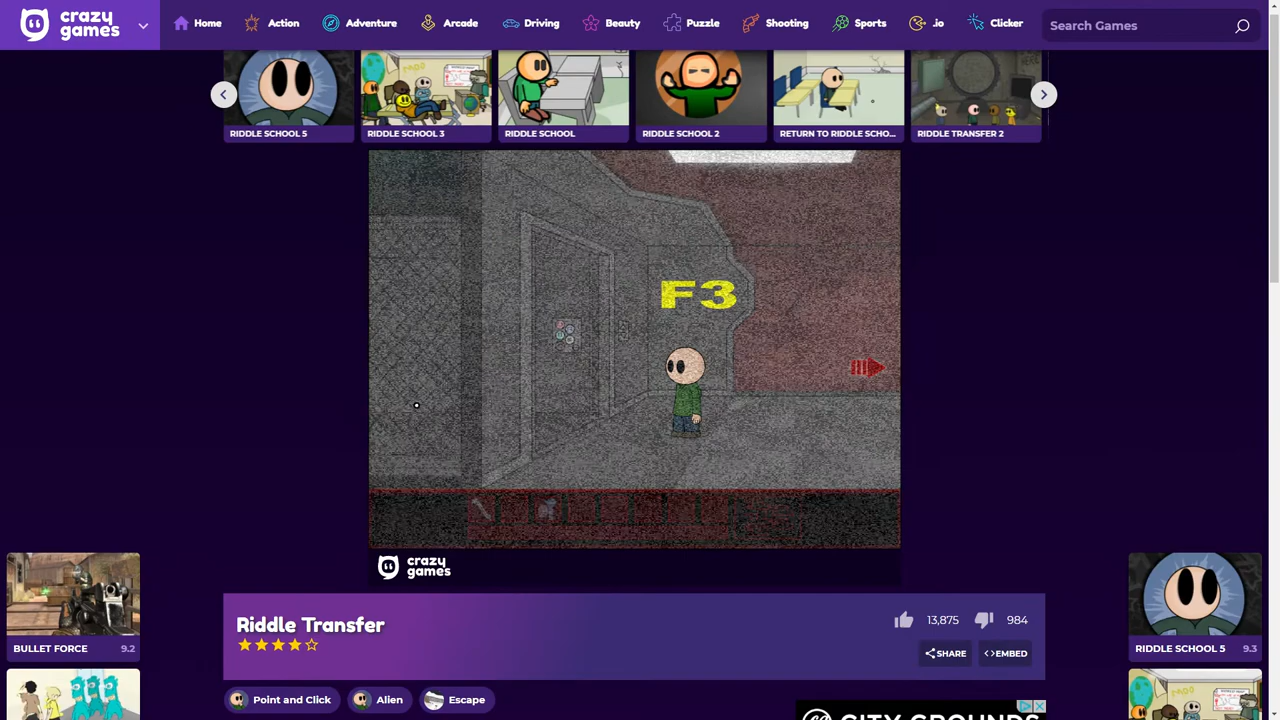 crazy
games
Home
Action
Adventure
Arcade
Driving
Beauty
Puzzle
Shooting
Sports
.io
Clicker
Search Games
RIDDLE SCHOOL 5
RIDDLE SCHOOL 3
RIDDLE SCHOOL
RIDDLE SCHOOL 2
RETURN TO RIDDLE SCHO...
RIDDLE TRANSFER 2
F3
crazy
games
Riddle Transfer
13,875
984
SHARE
EMBED
BULLET FORCE 9.2
RIDDLE SCHOOL 5 9.3
Point and Click
Alien
Escape
CITY GROUNDS